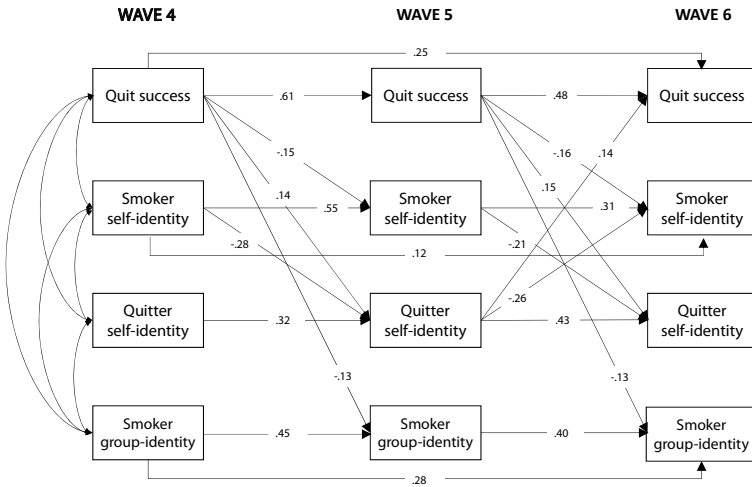 WAVE 4 WAVE 5 WAVE 6
.25
Quit success .61 Quit success .48 Quit success
-.15 -.16 .14
Smoker
self-identity .14 .55 Smoker
self-identity .15 .31 Smoker
self-identity
-.28 -.21
.12
-.26
Quitter
self-identity .32 Quitter
self-identity .43 Quitter
self-identity
-.13 -.13
Smoker
group-identity .45 Smoker
group-identity .40 Smoker
group-identity
.28